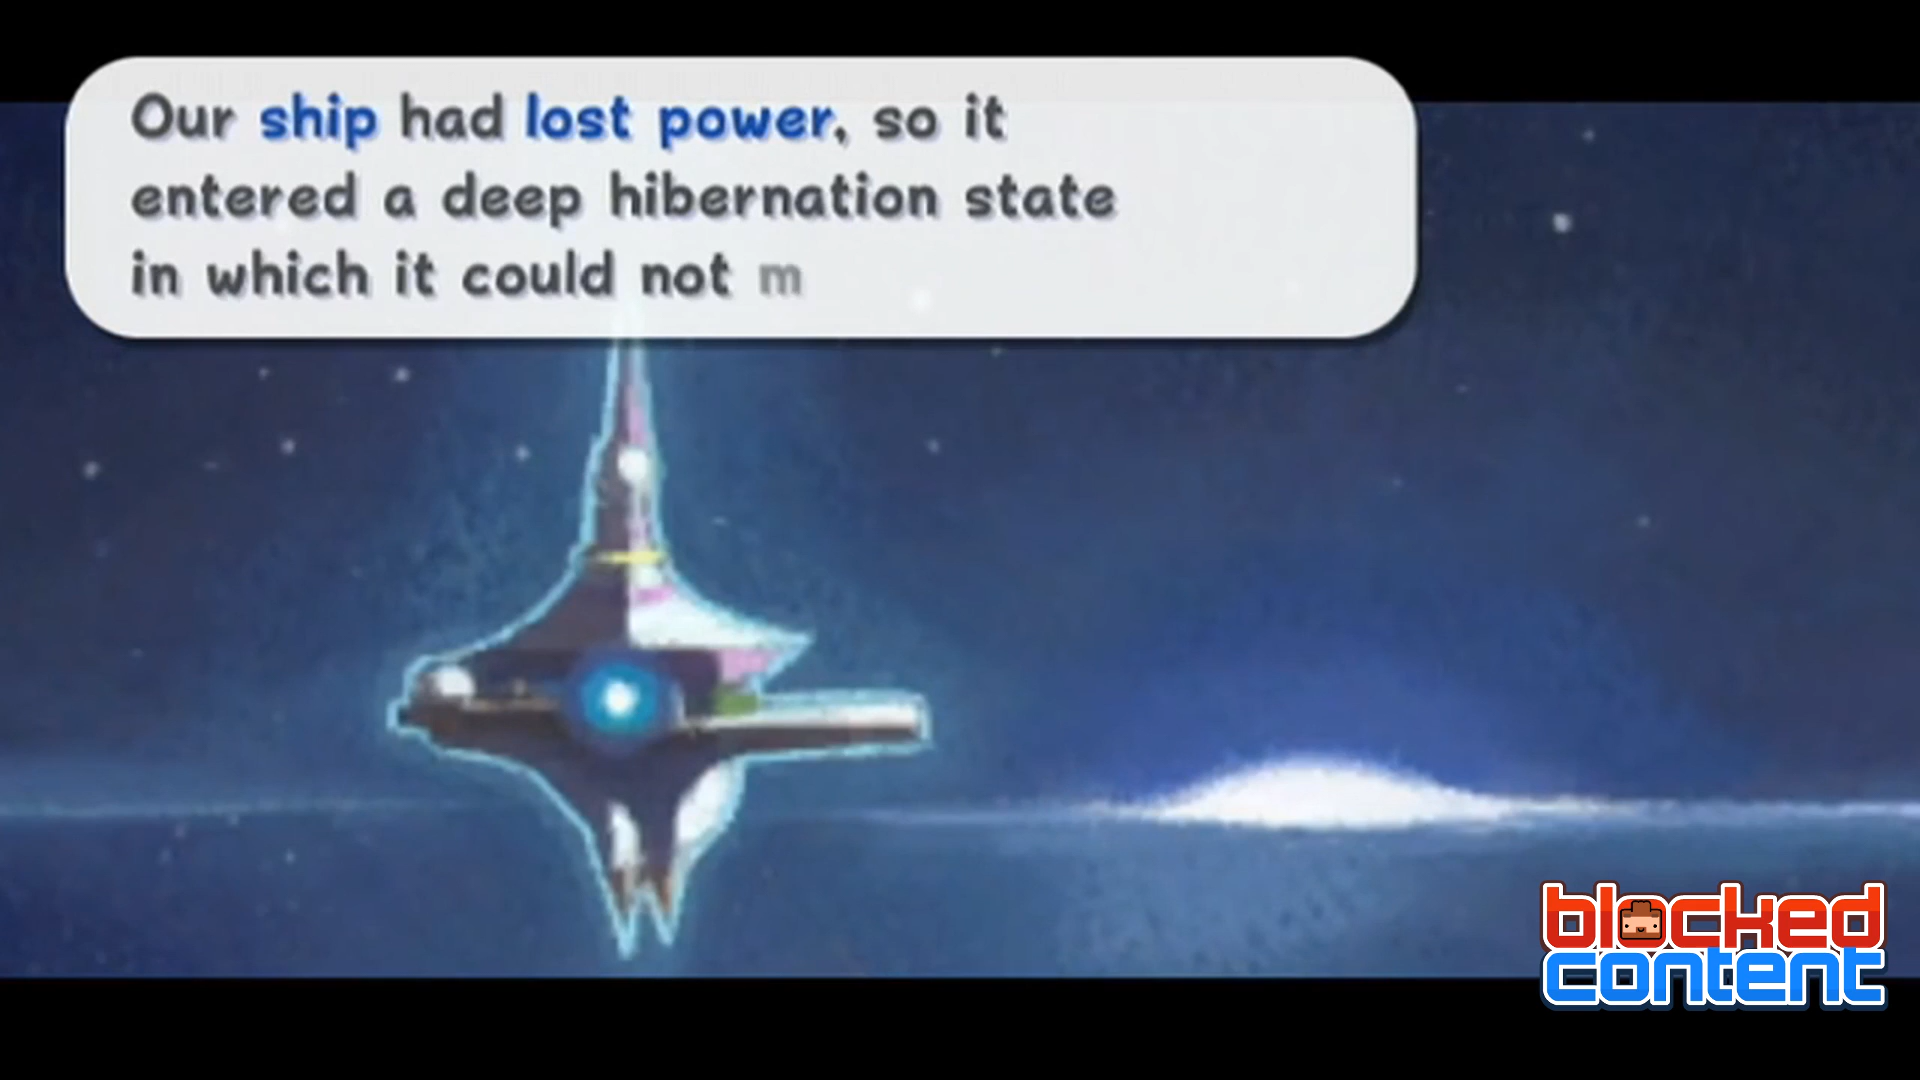 Our ship had lost power, so it
entered a deep hibernation state
in which it could not m
blocked
content